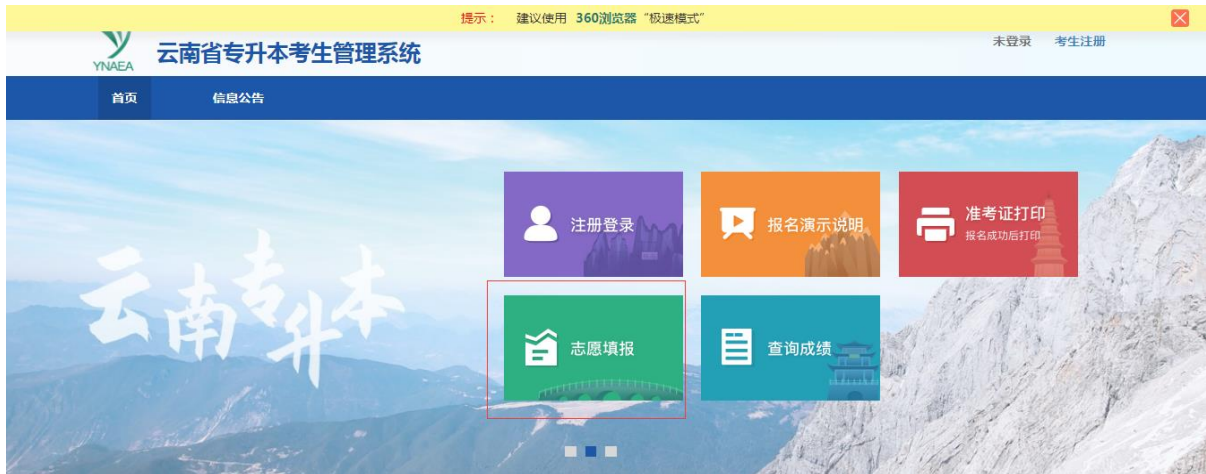 提示： 建议使用 360浏览器“极速模式”
YNAEA
云南省专升本考生管理系统
未登录 考生注册
首页 信息公告
云南专升本
注册登录
报名演示说明
准考证打印
报名成功后打印
志愿填报
查询成绩